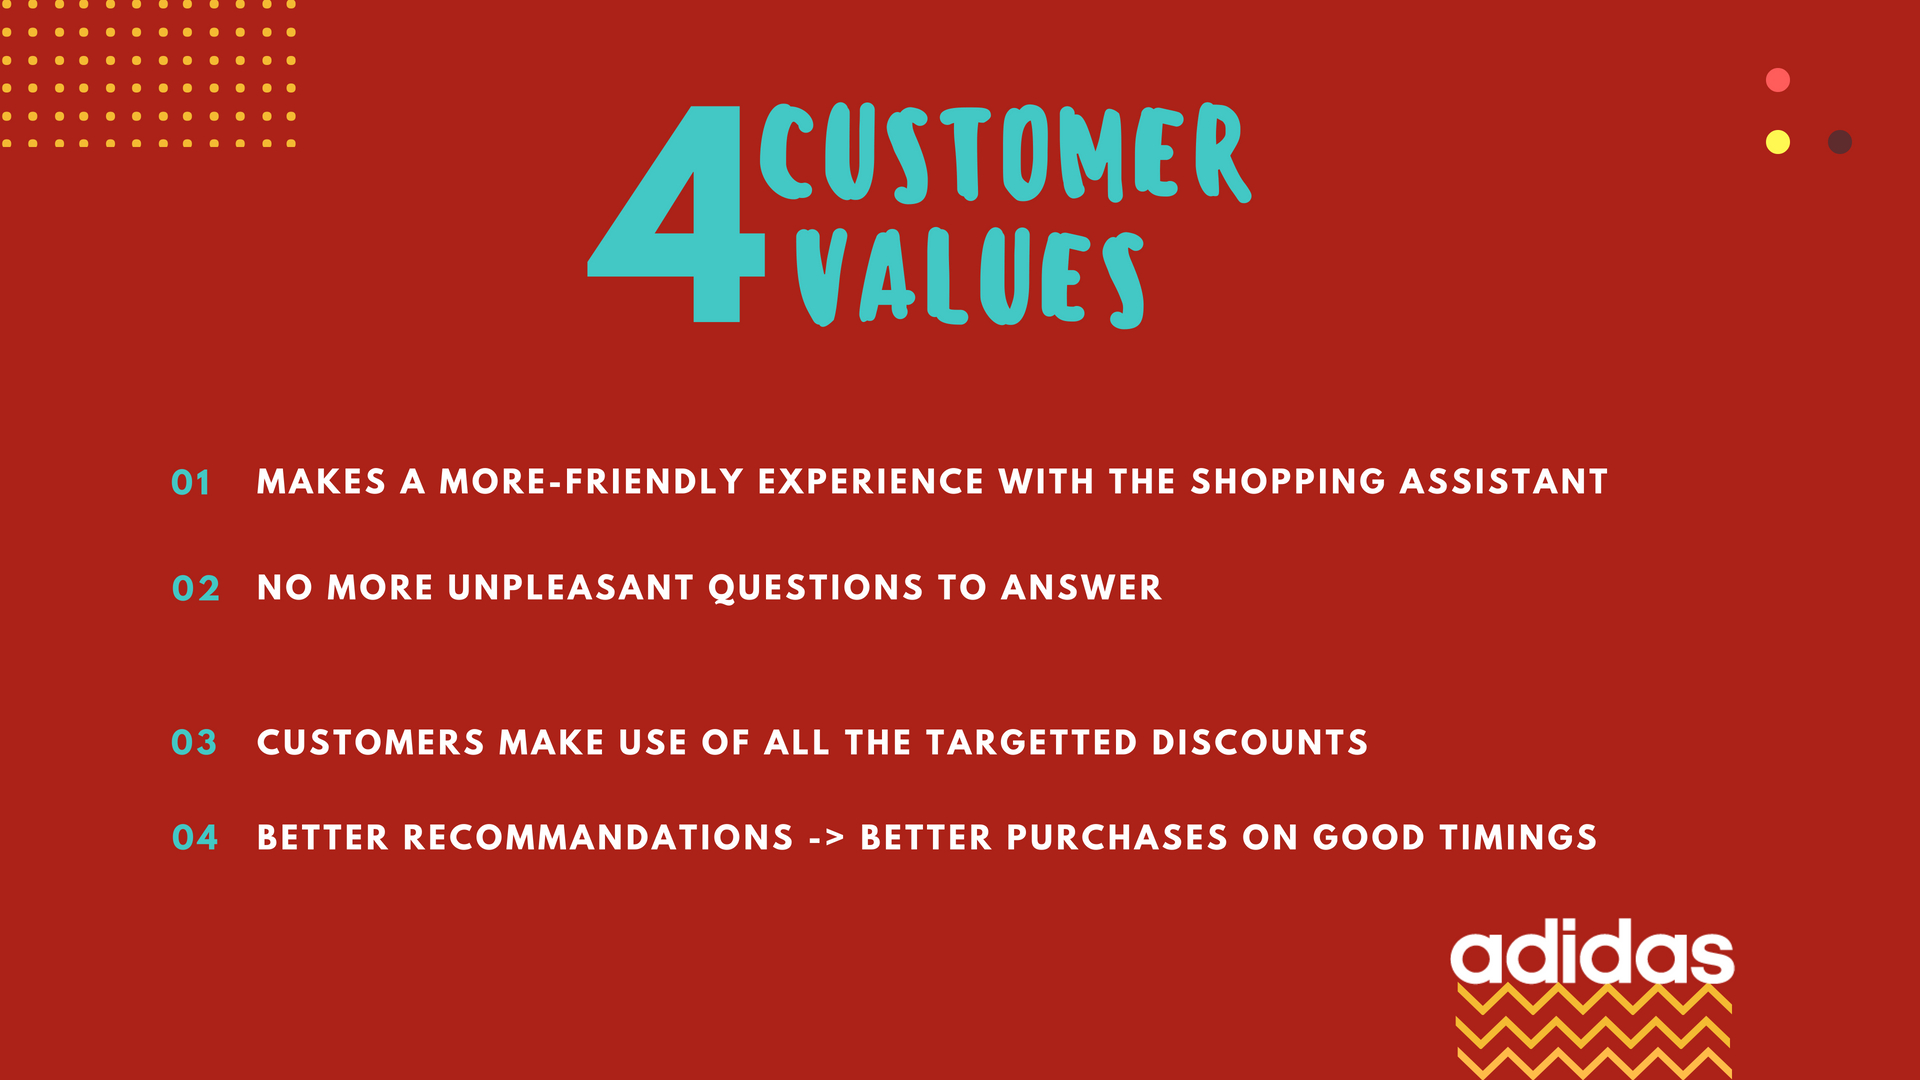 4 CUSTOMER
VALUES
01 MAKES A MORE-FRIENDLY EXPERIENCE WITH THE SHOPPING ASSISTANT
02 NO MORE UNPLEASANT QUESTIONS TO ANSWER
03 CUSTOMERS MAKE USE OF ALL THE TARGETTED DISCOUNTS
04 BETTER RECOMMANDATIONS -> BETTER PURCHASES ON GOOD TIMINGS
adidas